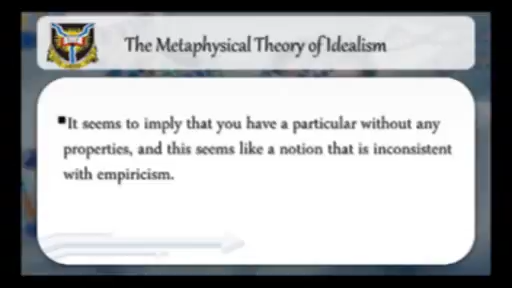 The Metaphysical Theory of Idealism
▪It seems to imply that you have a particular without any
properties, and this seems like a notion that is inconsistent
with empiricism.